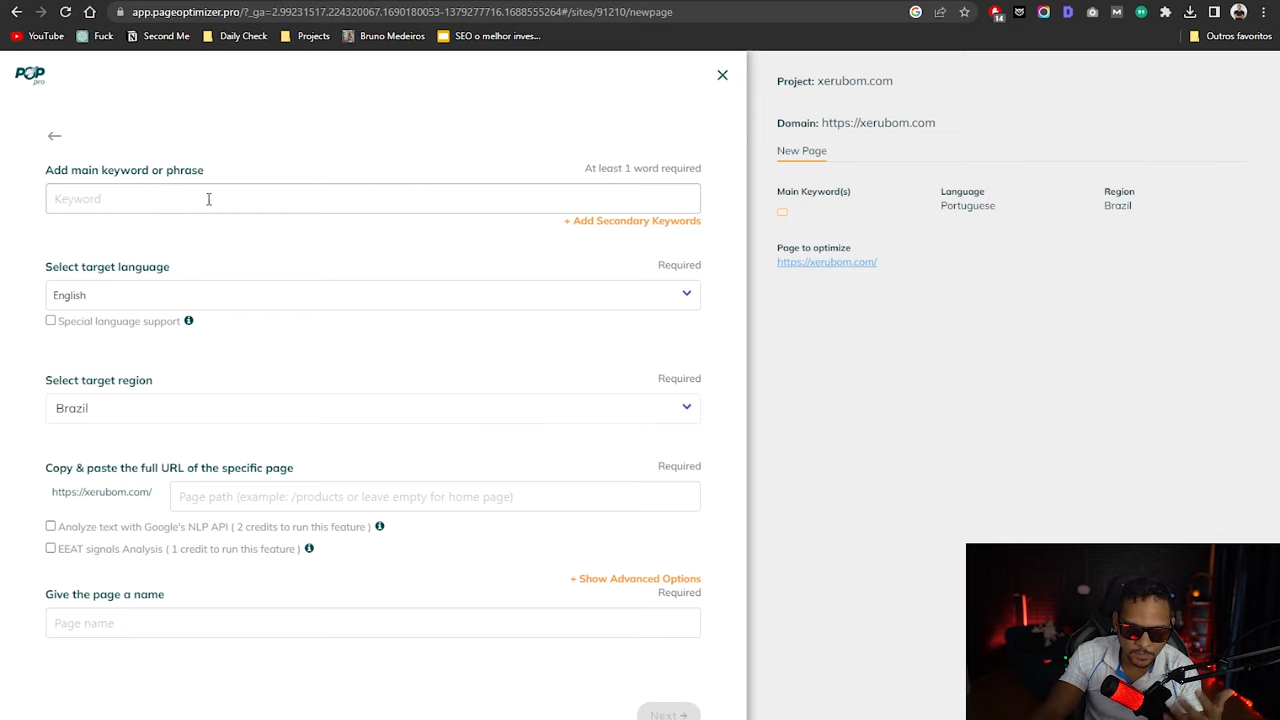 app.pageoptimizer.pro/?_ga=2.99231517.224320067.1690180053-1379277716.1688555264#/sites/91210/newpage
14
YouTube
Fuck
Second Me
Daily Check
Projects
Bruno Medeiros
SEO o melhor inves...
Outros favoritos
POP
pro
Add main keyword or phrase
At least 1 word required
Keyword
+ Add Secondary Keywords
Select target language
Required
English
Special language support
Select target region
Required
Brazil
Copy & paste the full URL of the specific page
Required
https://xerubom.com/
Page path (example: /products or leave empty for home page)
Analyze text with Google's NLP API ( 2 credits to run this feature )
EEAT signals Analysis ( 1 credit to run this feature )
+ Show Advanced Options
Give the page a name
Required
Page name
Next →
Project: xerubom.com
Domain: https://xerubom.com
New Page
Main Keyword(s)
Language
Region
Portuguese
Brazil
Page to optimize
https://xerubom.com/